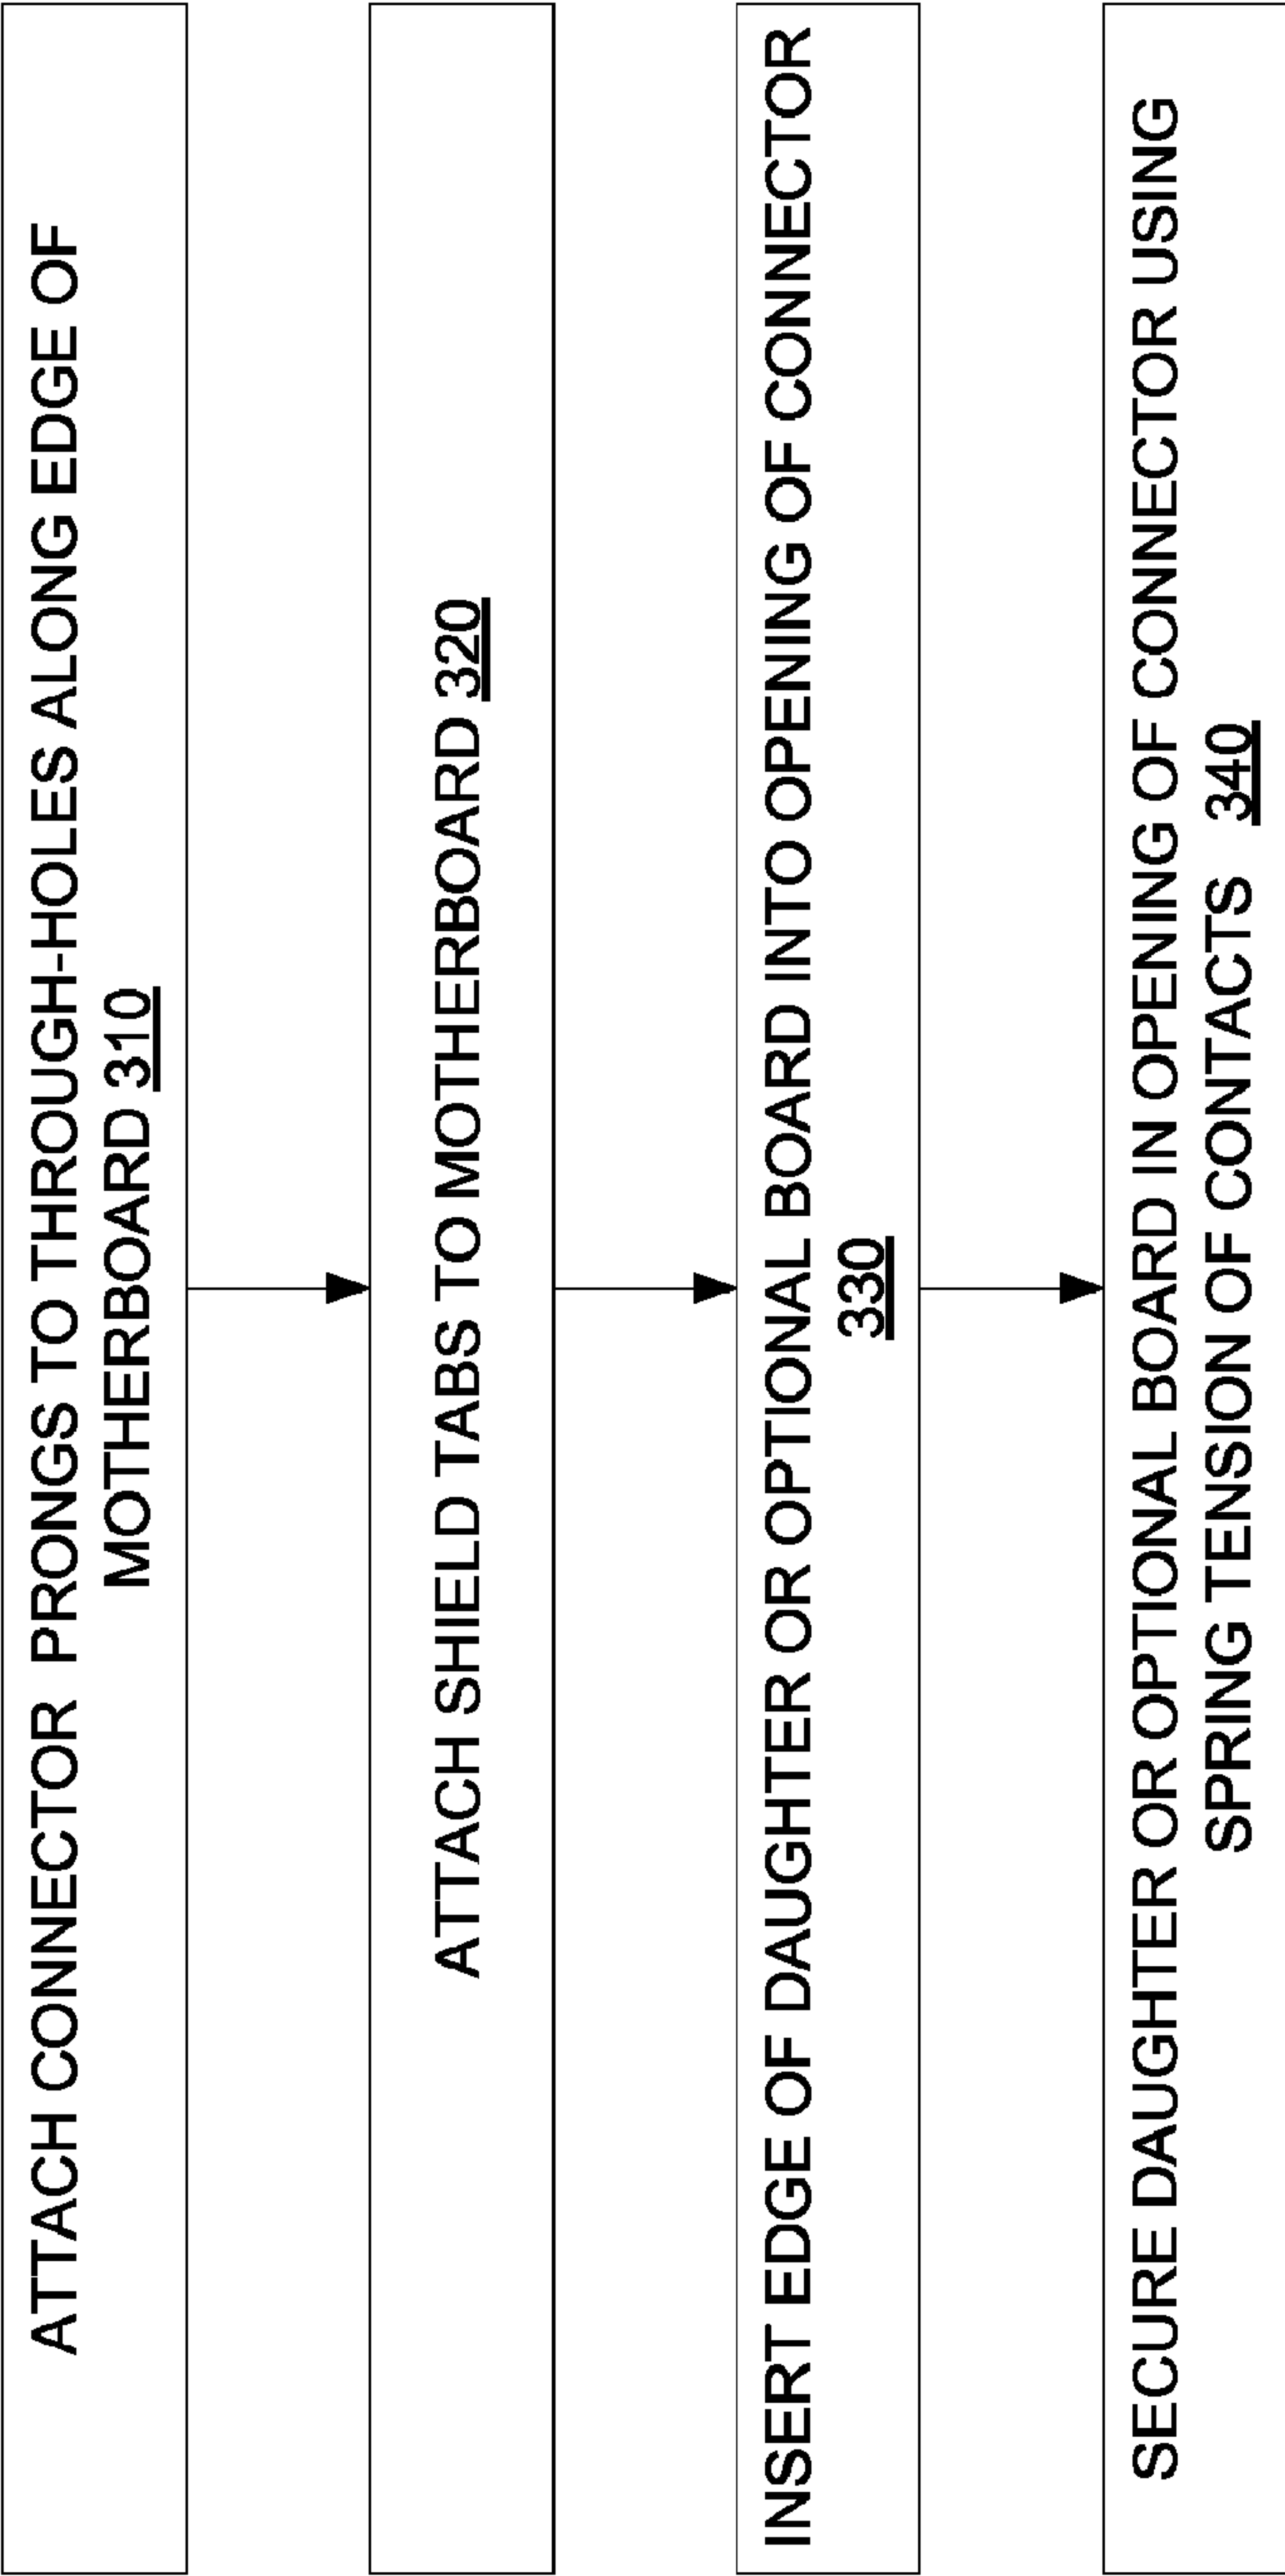 ATTACH CONNECTOR PRONGS TO THROUGH-HOLES ALONG EDGE OF
MOTHERBOARD 310
ATTACH SHIELD TABS TO MOTHERBOARD 320
INSERT EDGE OF DAUGHTER OR OPTIONAL BOARD INTO OPENING OF CONNECTOR
330
SECURE DAUGHTER OR OPTIONAL BOARD IN OPENING OF CONNECTOR USING
SPRING TENSION OF CONTACTS 340